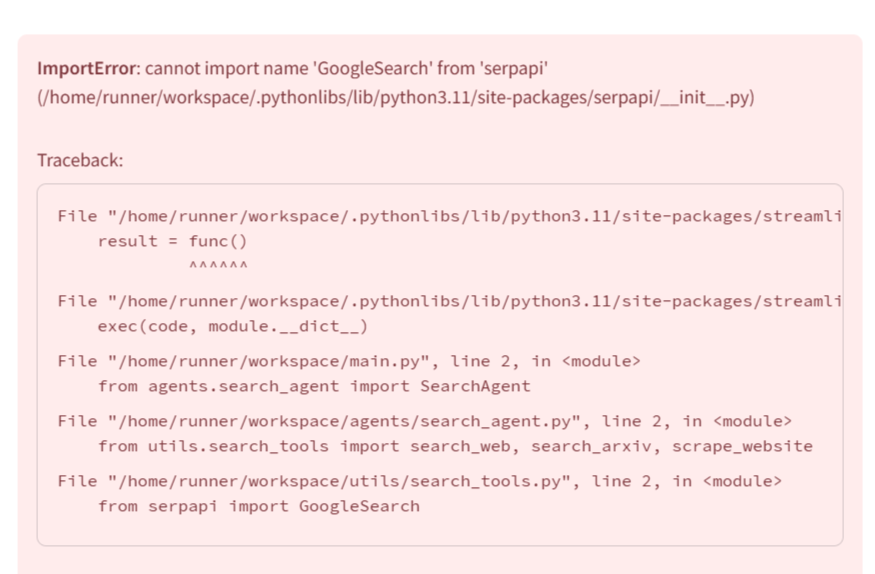 ImportError: cannot import name 'GoogleSearch' from 'serpapi'
(/home/runner/workspace/.pythonlibs/lib/python3.11/site-packages/serpapi/__init__.py)
Traceback:
File "/home/runner/workspace/.pythonlibs/lib/python3.11/site-packages/streamli
    result = func()
             ^^^^^^
File "/home/runner/workspace/.pythonlibs/lib/python3.11/site-packages/streamli
    exec(code, module.__dict__)
File "/home/runner/workspace/main.py", line 2, in <module>
    from agents.search_agent import SearchAgent
File "/home/runner/workspace/agents/search_agent.py", line 2, in <module>
    from utils.search_tools import search_web, search_arxiv, scrape_website
File "/home/runner/workspace/utils/search_tools.py", line 2, in <module>
    from serpapi import GoogleSearch